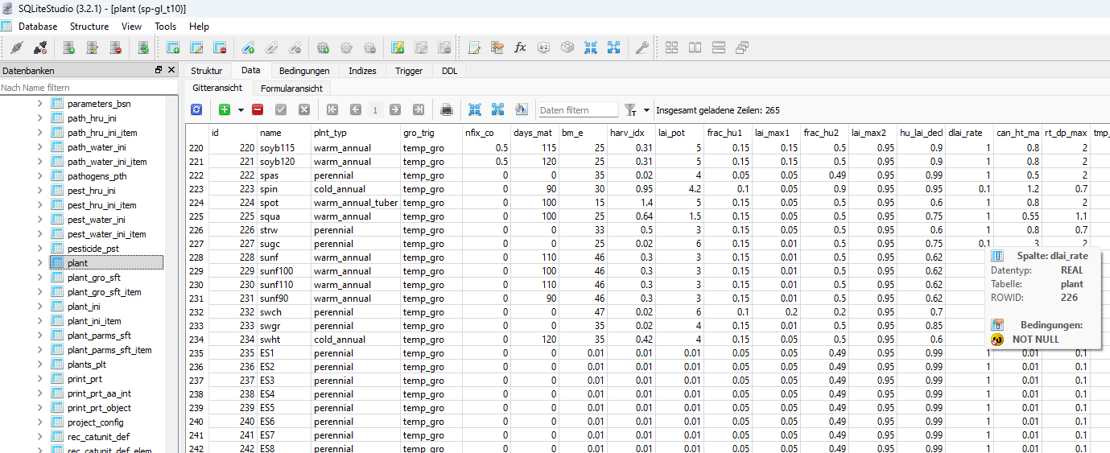 SQLiteStudio (3.2.1) - [plant (sp-gl_t10)]
Database Structure View Tools Help
Datenbanken
Nach Name filtern
parameters_bsn
path_hru_ini
path_hru_ini_item
path_water_ini
path_water_ini_item
pathogens_pth
pest_hru_ini
pest_hru_ini_item
pest_water_ini
pest_water_ini_item
pesticide_pst
plant
plant_gro_sft
plant_gro_sft_item
plant_ini
plant_ini_item
plant_parms_sft
plant_parms_sft_item
plants_plt
print_prt
print_prt_aa_int
print_prt_object
project_config
rec_catunit_def
rec_catunit_def_elem
Struktur Data Bedingungen Indizes Trigger DDL
Gitteransicht Formularansicht
1 Daten filtern Insgesamt geladene Zeilen: 265
id name plnt_typ gro_trig nfix_co days_mat bm_e harv_idx lai_pot frac_hu1 lai_max1 frac_hu2 lai_max2 hu_lai_decl dlai_rate can_ht_ma rt_dp_max tmp_
220 220 soyb115 warm_annual temp_gro 0.5 115 25 0.31 5 0.15 0.15 0.5 0.95 0.9 1 0.8 2
221 221 soyb120 warm_annual temp_gro 0.5 120 25 0.31 5 0.15 0.15 0.5 0.95 0.9 1 0.8 2
222 222 spas perennial temp_gro 0 0 35 0.02 4 0.05 0.05 0.49 0.95 0.99 1 0.5 2
223 223 spin cold_annual temp_gro 0 90 30 0.95 4.2 0.1 0.05 0.9 0.95 0.95 0.1 1.2 0.7
224 224 spot warm_annual_tuber temp_gro 0 100 15 1.4 5 0.15 0.05 0.5 0.95 0.6 1 0.8 2
225 225 squa warm_annual temp_gro 0 100 25 0.64 1.5 0.15 0.05 0.5 0.95 0.75 1 0.55 1.1
226 226 strw perennial temp_gro 0 0 33 0.5 3 0.15 0.05 0.5 0.95 0.6 1 0.8 0.7
227 227 sugc perennial temp_gro 0 0 25 0.02 6 0.15 0.01 0.5 0.95 0.75 0.1 3 2
228 228 sunf warm_annual temp_gro 0 110 46 0.3 3 0.15 0.01 0.5 0.95 0.62
229 229 sunf100 warm_annual temp_gro 0 100 46 0.3 3 0.15 0.01 0.5 0.95 0.62
230 230 sunf110 warm_annual temp_gro 0 110 46 0.3 3 0.15 0.01 0.5 0.95 0.62
231 231 sunf90 warm_annual temp_gro 0 90 46 0.3 3 0.15 0.01 0.5 0.95 0.62
232 232 swch perennial temp_gro 0 0 47 0.02 6 0.1 0.2 0.2 0.95 0.7
233 233 swgr perennial temp_gro 0 0 35 0.02 4 0.15 0.01 0.5 0.95 0.85
234 234 swht cold_annual temp_gro 0 120 35 0.42 4 0.15 0.05 0.5 0.95 0.6
235 235 ES1 perennial temp_gro 0 0 0.01 0.01 0.01 0.05 0.05 0.49 0.95 0.99 1 0.01 0.1
236 236 ES2 perennial temp_gro 0 0 0.01 0.01 0.01 0.05 0.05 0.49 0.95 0.99 1 0.01 0.1
237 237 ES3 perennial temp_gro 0 0 0.01 0.01 0.01 0.05 0.05 0.49 0.95 0.99 1 0.01 0.1
238 238 ES4 perennial temp_gro 0 0 0.01 0.01 0.01 0.05 0.05 0.49 0.95 0.99 1 0.01 0.1
239 239 ES5 perennial temp_gro 0 0 0.01 0.01 0.01 0.05 0.05 0.49 0.95 0.99 1 0.01 0.1
240 240 ES6 perennial temp_gro 0 0 0.01 0.01 0.01 0.05 0.05 0.49 0.95 0.99 1 0.01 0.1
241 241 ES7 perennial temp_gro 0 0 0.01 0.01 0.01 0.05 0.05 0.49 0.95 0.99 1 0.01 0.1
242 242 ES8 perennial temp_gro 0 0 0.01 0.01 0.01 0.05 0.05 0.49 0.95 0.99 1 0.01 0.1
Spalte: dlai_rate
Datentyp: REAL
Tabelle: plant
ROWID: 226
Bedingungen:
NOT NULL